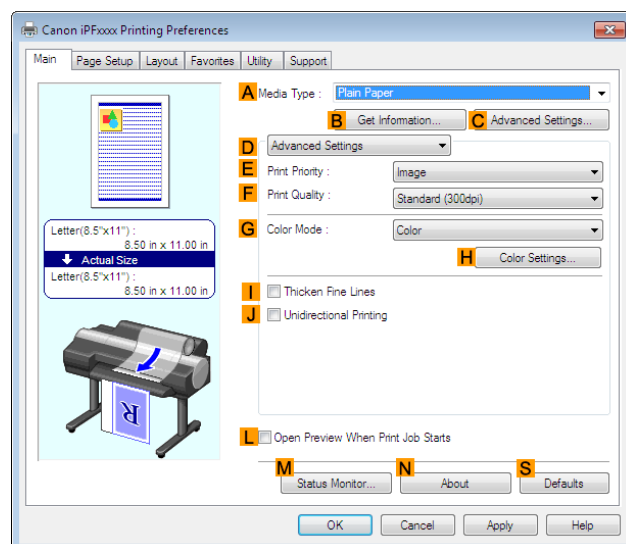 Canon iPFxxxx Printing Preferences
Main Page Setup Layout Favorites Utility Support
A Media Type : Plain Paper
B Get Information... C Advanced Settings...
D Advanced Settings
E Print Priority : Image
F Print Quality : Standard (300dpi)
G Color Mode : Color
H Color Settings...
I Thicken Fine Lines
J Unidirectional Printing
Letter(8.5"x11") :
8.50 in x 11.00 in
Actual Size
Letter(8.5"x11") :
8.50 in x 11.00 in
R
L Open Preview When Print Job Starts
M Status Monitor... N About S Defaults
OK Cancel Apply Help